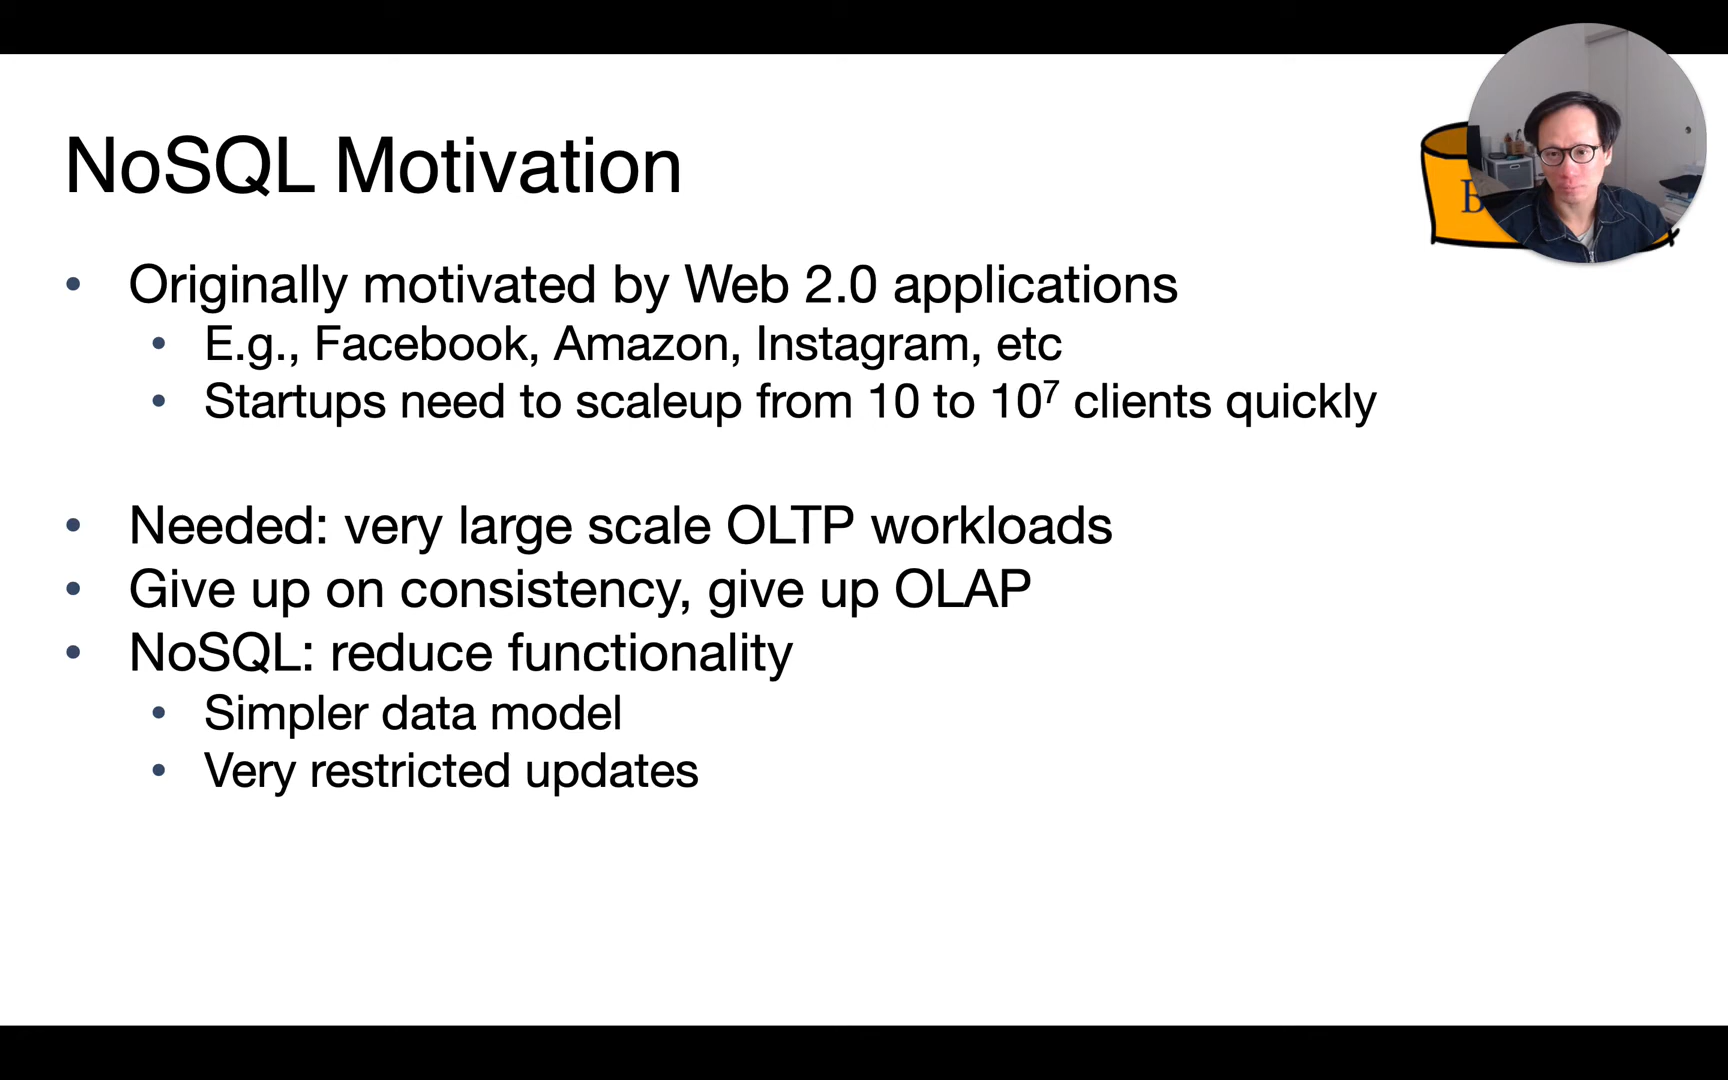 NoSQL Motivation
• Originally motivated by Web 2.0 applications
• E.g., Facebook, Amazon, Instagram, etc
• Startups need to scaleup from 10 to 10⁷ clients quickly
• Needed: very large scale OLTP workloads
• Give up on consistency, give up OLAP
• NoSQL: reduce functionality
• Simpler data model
• Very restricted updates